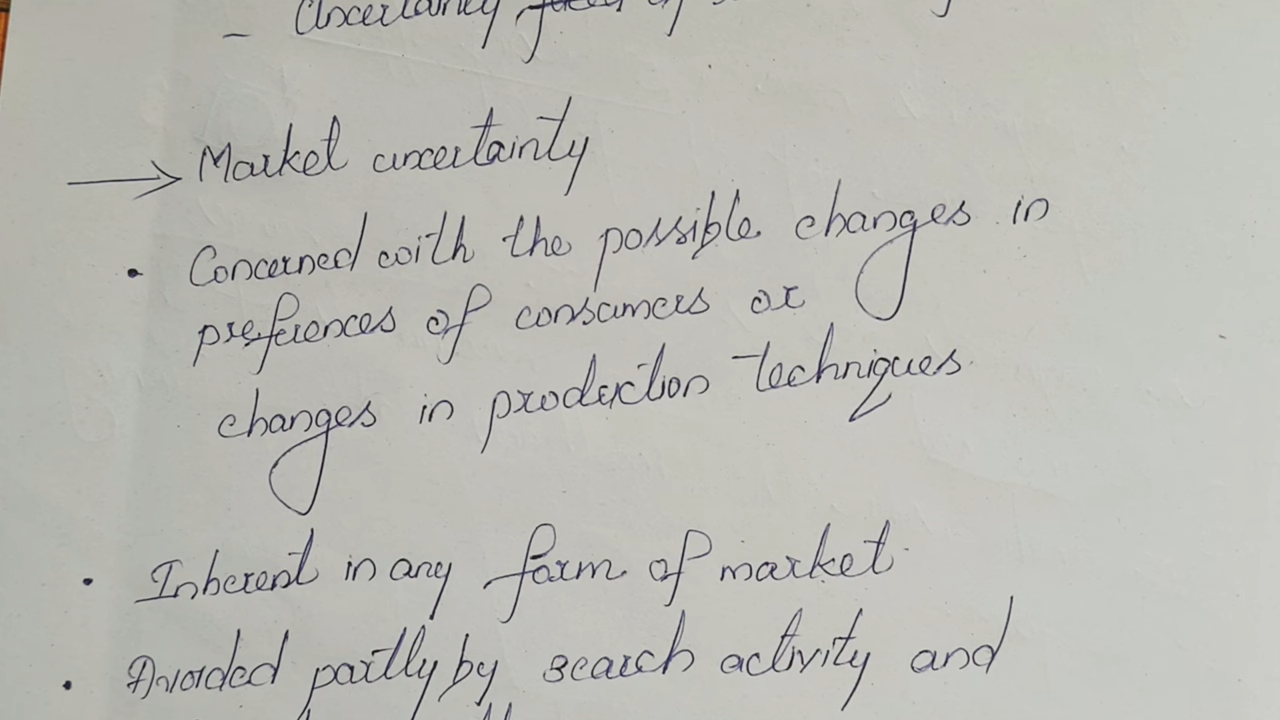 - Uncertainty
→ Market uncertainty
• Concerned with the possible changes in
preferences of consumers or
changes in production techniques.
• Inherent in any form of market.
• Avoided partly by search activity and